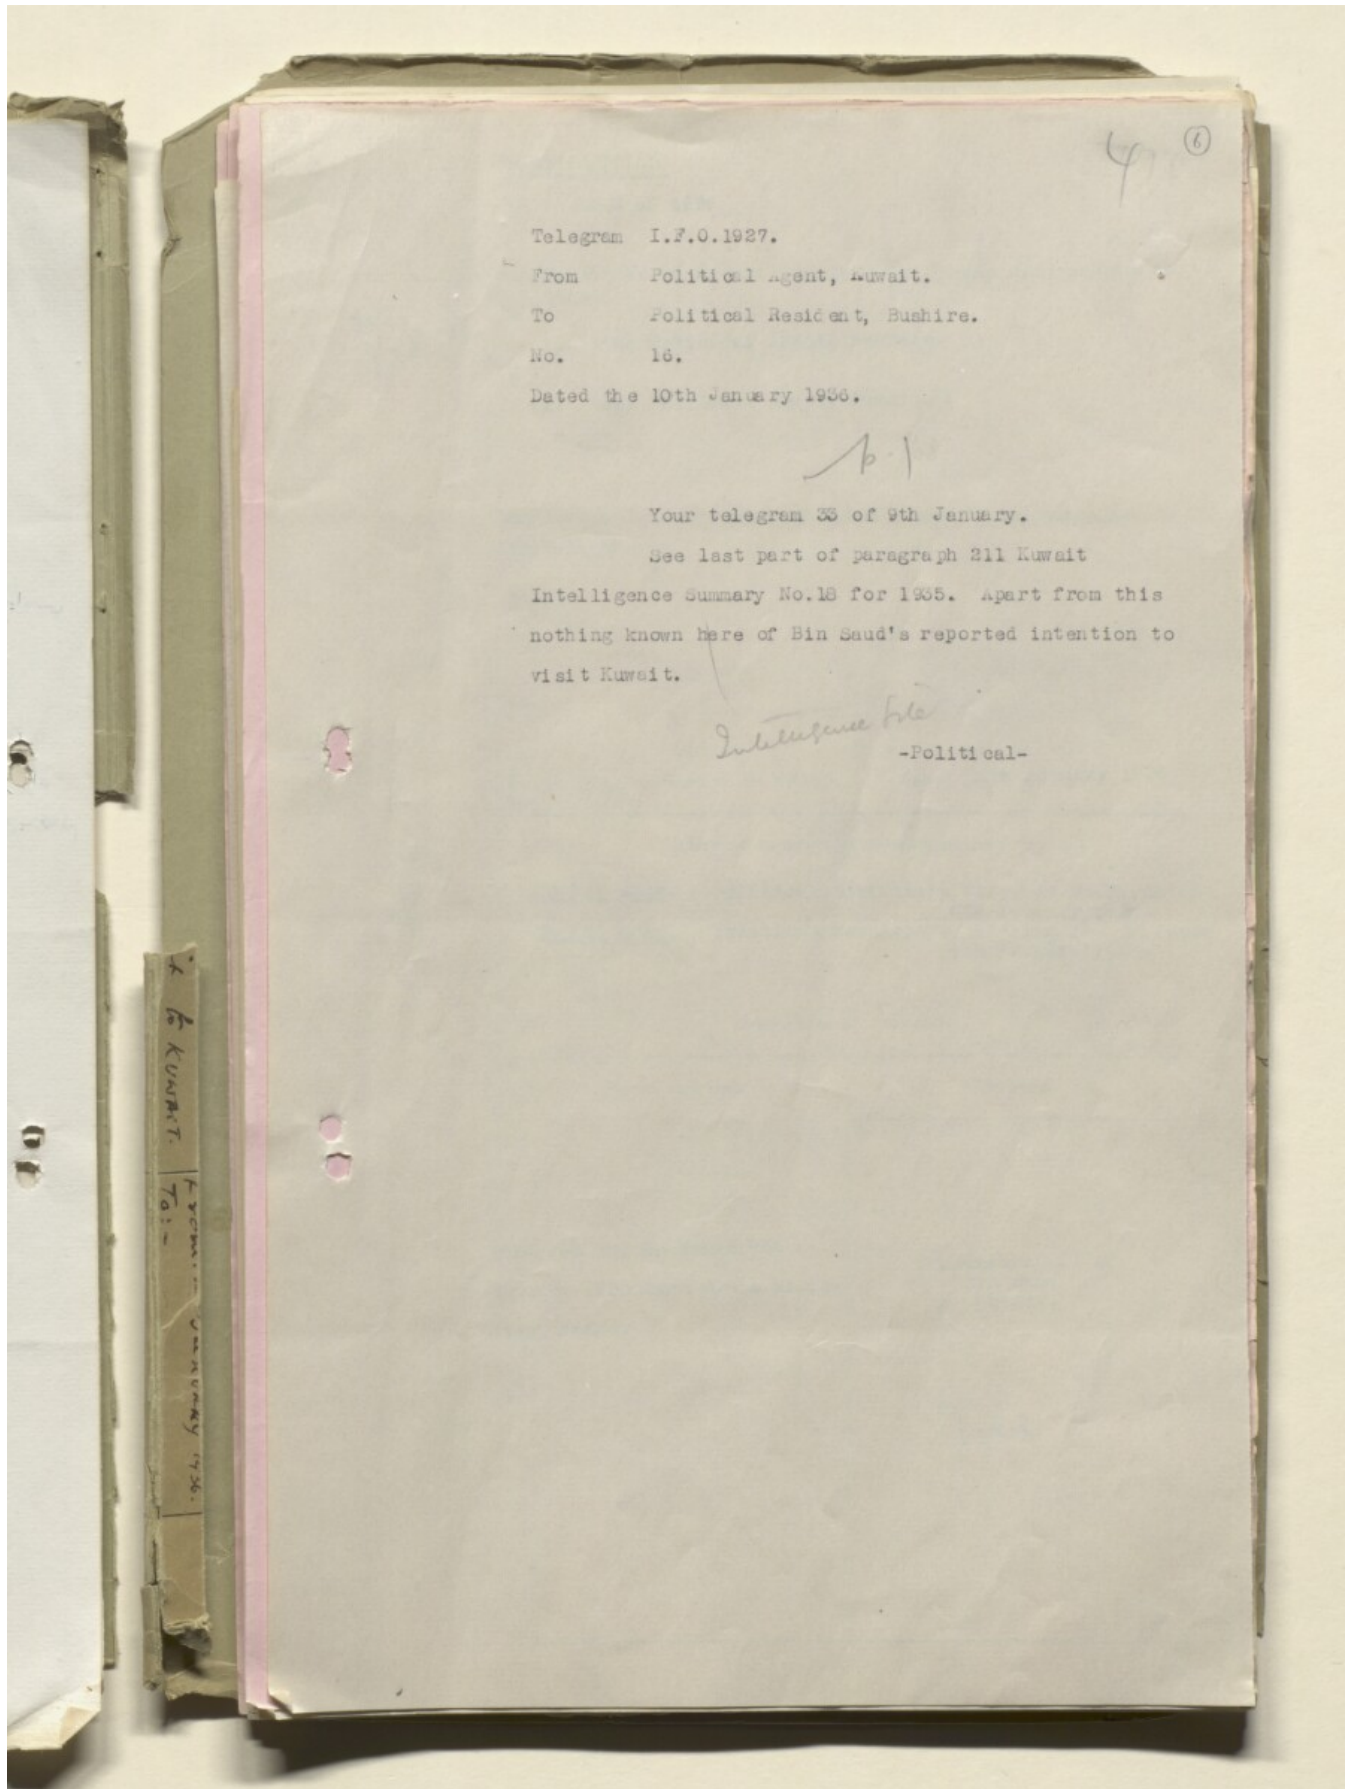 4
6
Telegram I.F.O.1927.
From Political Agent, Kuwait.
To Political Resident, Bushire.
No. 16.
Dated the 10th January 1936.
p.1
Your telegram 33 of 9th January.
See last part of paragraph 211 Kuwait
Intelligence Summary No.18 for 1935. Apart from this
nothing known here of Bin Saud's reported intention to
visit Kuwait.
Intelligence file
-Political-
to KUWAIT.
From:- JANUARY 1936.
To:-